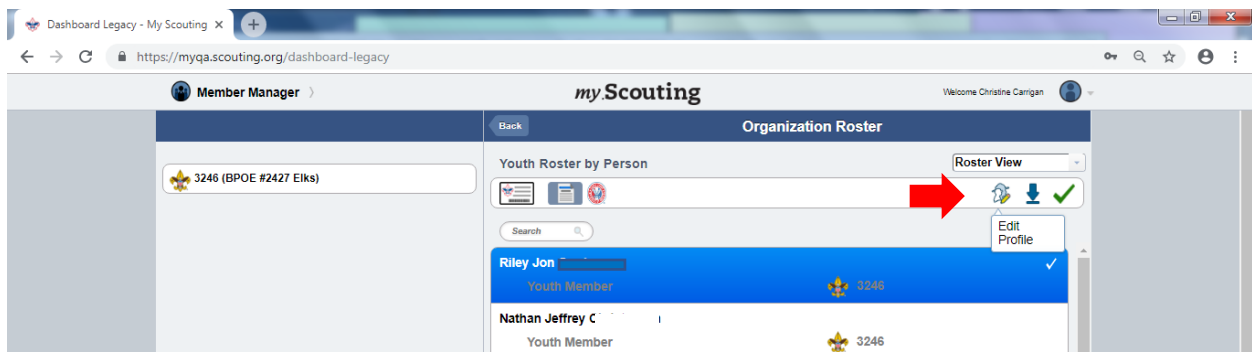 Dashboard Legacy - My Scouting
https://myqa.scouting.org/dashboard-legacy
Member Manager
my.Scouting
Welcome Christine Carrigan
Back
Organization Roster
3246 (BPOE #2427 Elks)
Youth Roster by Person
Roster View
Edit
Profile
Search
Riley Jon
Youth Member
3246
Nathan Jeffrey
Youth Member
3246